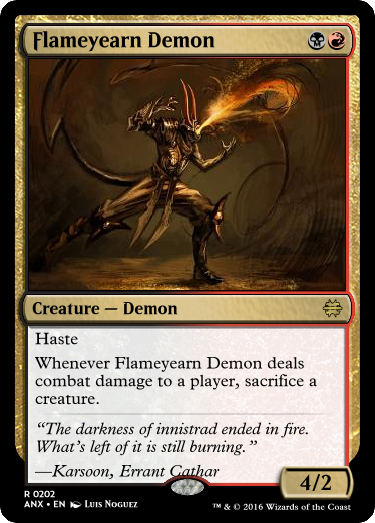 Flameyearn Demon
Creature — Demon
Haste
Whenever Flameyearn Demon deals
combat damage to a player, sacrifice a
creature.
“The darkness of innistrad ended in fire.
What's left of it is still burning.”
—Karsoon, Errant Cathar
4/2
R 0202
ANX • EN Luis Noguez
™ & © 2016 Wizards of the Coast